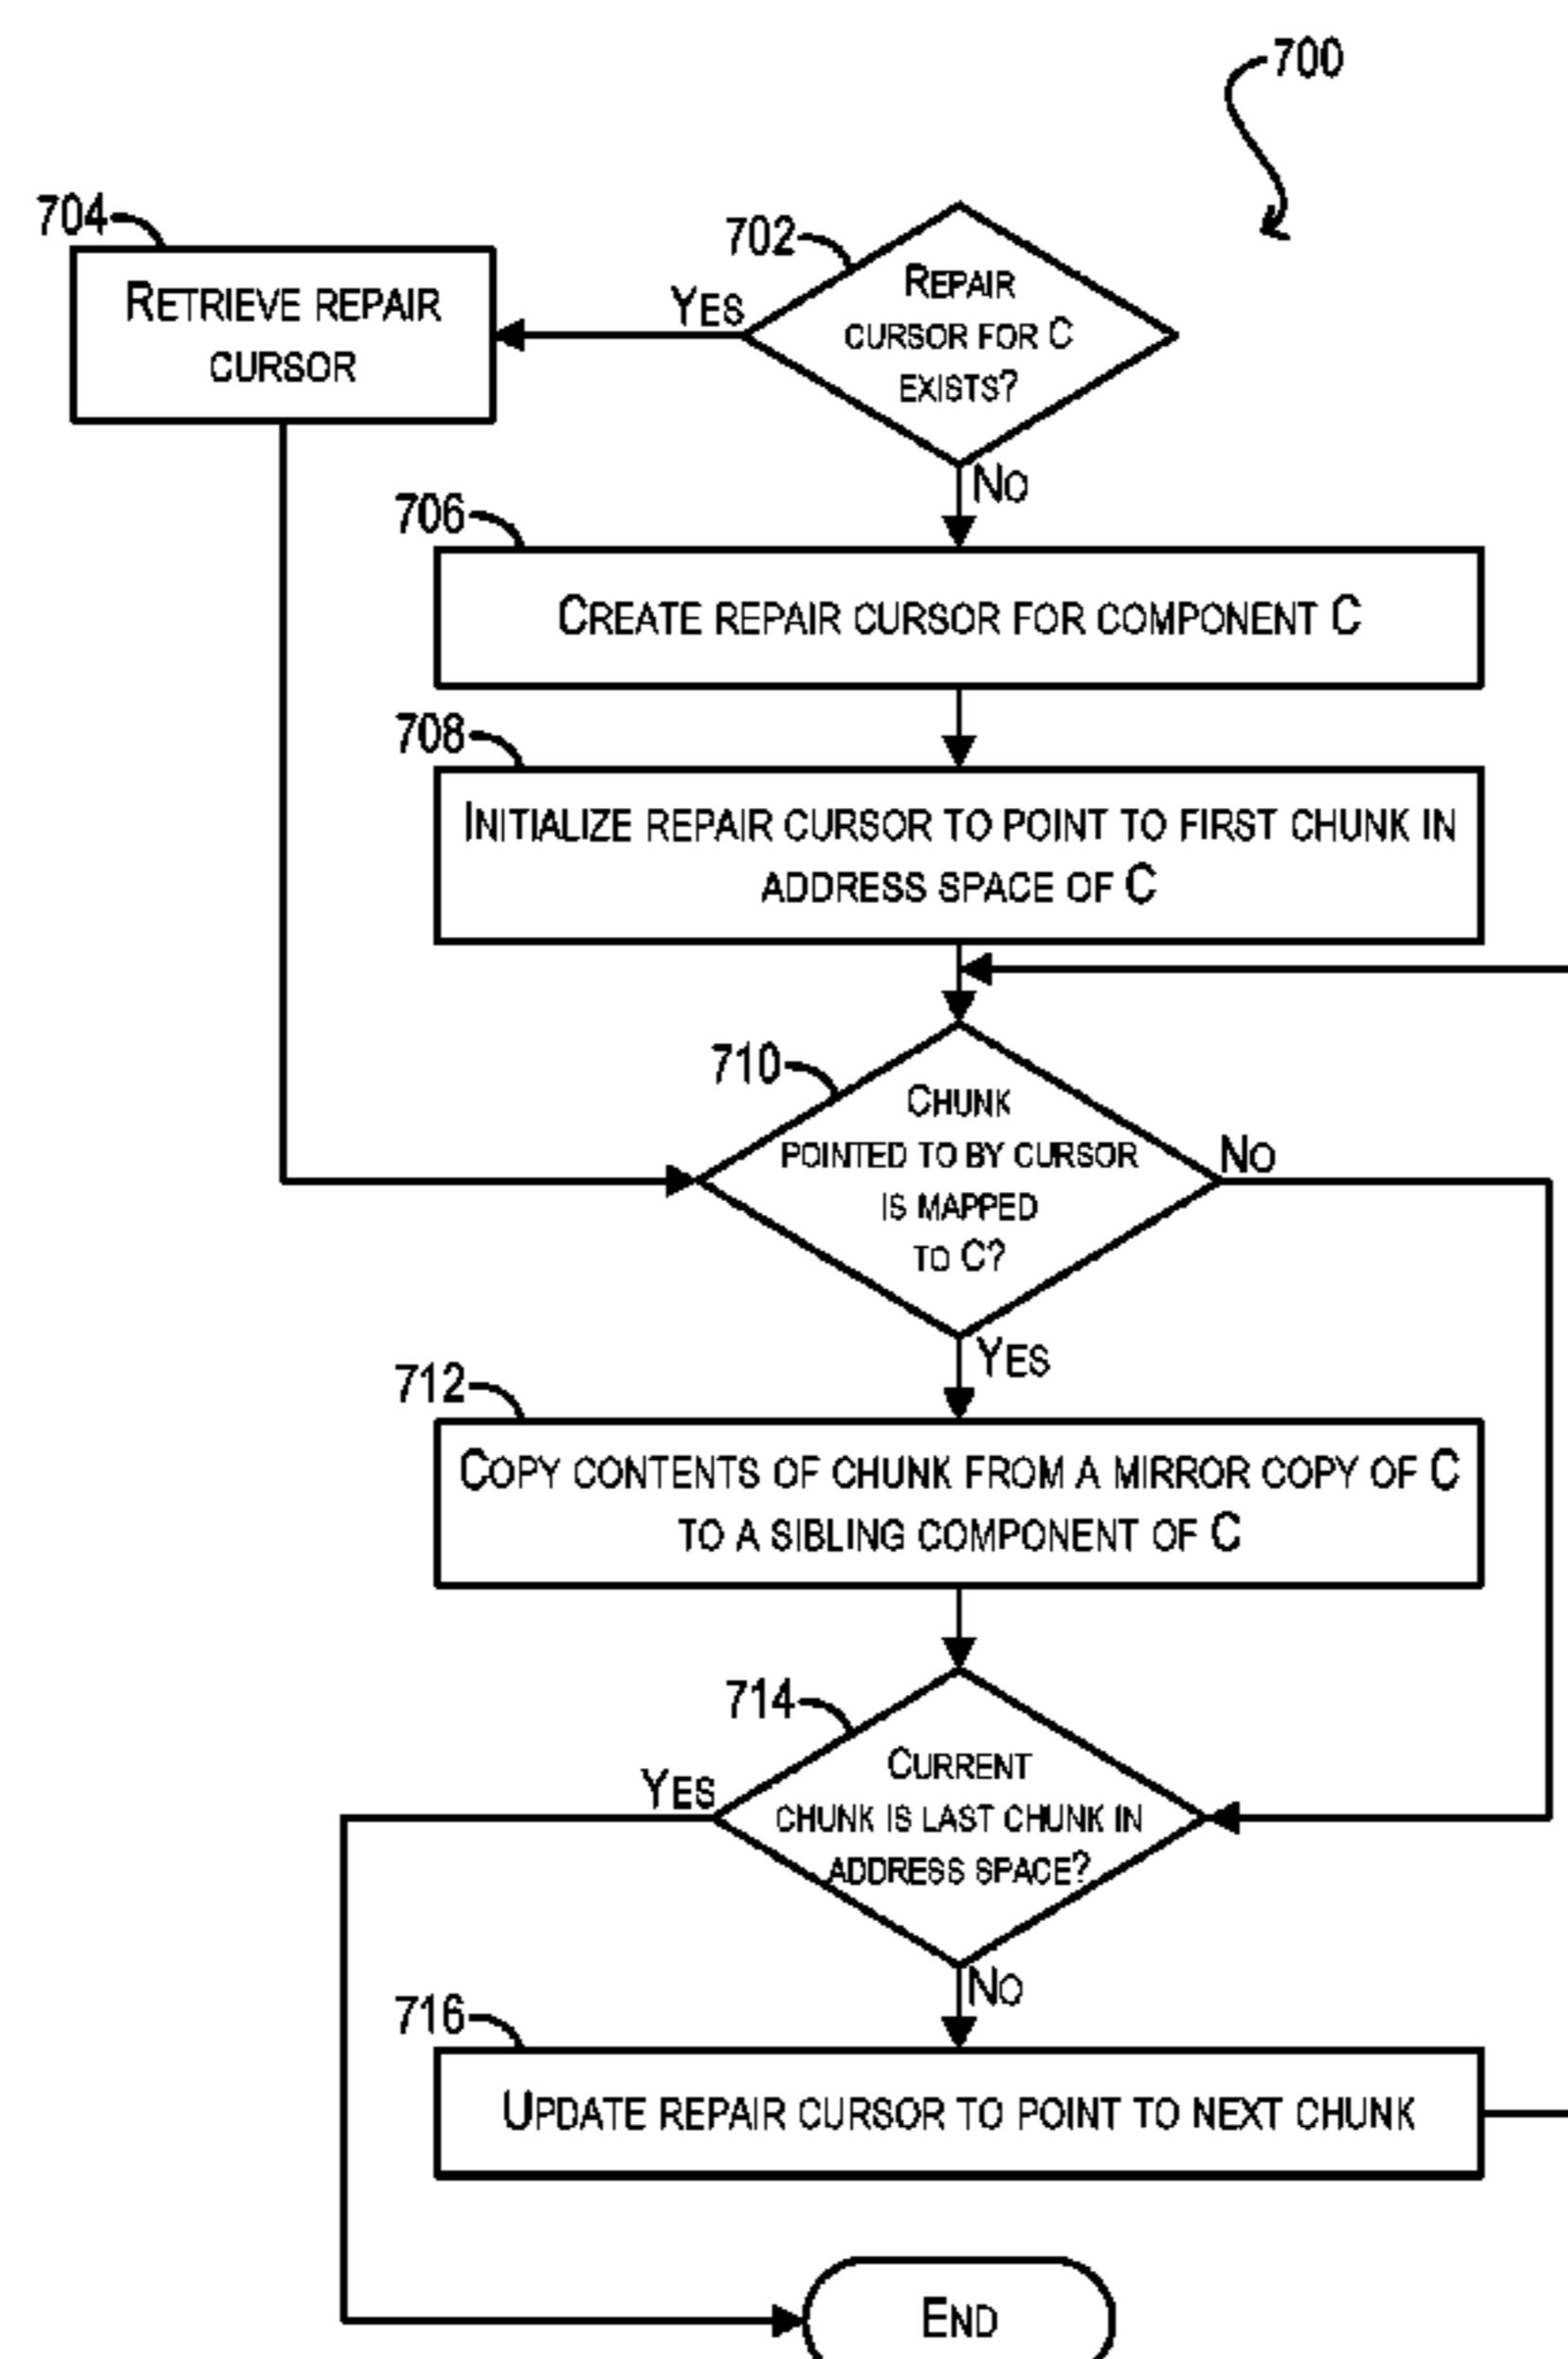 700
704
702
Retrieve repair
cursor
Yes
Repair
cursor for C
exists?
No
706
Create repair cursor for component C
708
Initialize repair cursor to point to first chunk in
address space of C
710
Chunk
pointed to by cursor
is mapped
to C?
No
Yes
712
Copy contents of chunk from a mirror copy of C
to a sibling component of C
714
Yes
Current
chunk is last chunk in
address space?
No
716
Update repair cursor to point to next chunk
End